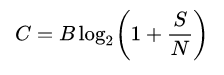 C = B log₂(1 + S/N)